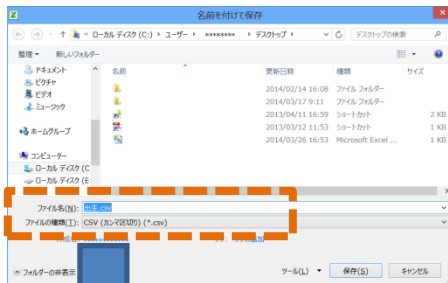 名前を付けて保存
« ローカル ディスク (C:) ▸ ユーザー ▸ ******** ▸ デスクトップ ▸
デスクトップの検索
整理 新しいフォルダー
ドキュメント
ピクチャ
ビデオ
ミュージック
ホームグループ
コンピューター
ローカル ディスク (C
ローカル ディスク (E:
名前 更新日時 種類 サイズ
2014/02/14 16:08 ファイル フォルダー
2014/03/17 9:11 ファイル フォルダー
2013/04/11 16:59 ショートカット 2 KB
2013/03/12 11:53 ショートカット 1 KB
2014/03/26 16:53 Microsoft Excel ... 1 KB
ファイル名(N): 出生.csv
ファイルの種類(T): CSV (カンマ区切り) (*.csv)
フォルダーの非表示
ツール(L) 保存(S) キャンセル